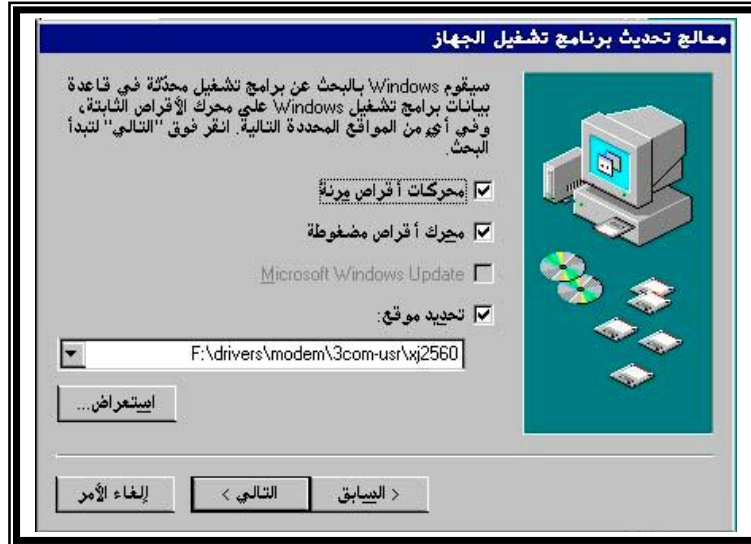 معالج تحديث برنامج تشغيل الجهاز
سيقوم Windows بالبحث عن برامج تشغيل محدّثة في قاعدة
بيانات برامج تشغيل Windows على محرك الأقراص الثابتة،
وفي أي من المواقع المحددة التالية. انقر فوق "التالي" لتبدأ
البحث.
محركات أقراص مرنة
محرك أقراص مضغوطة
Microsoft Windows Update
تحديد موقع:
F:\drivers\modem\3com-usr\xj2560
استعراض...
< السابق
التالي >
إلغاء الأمر